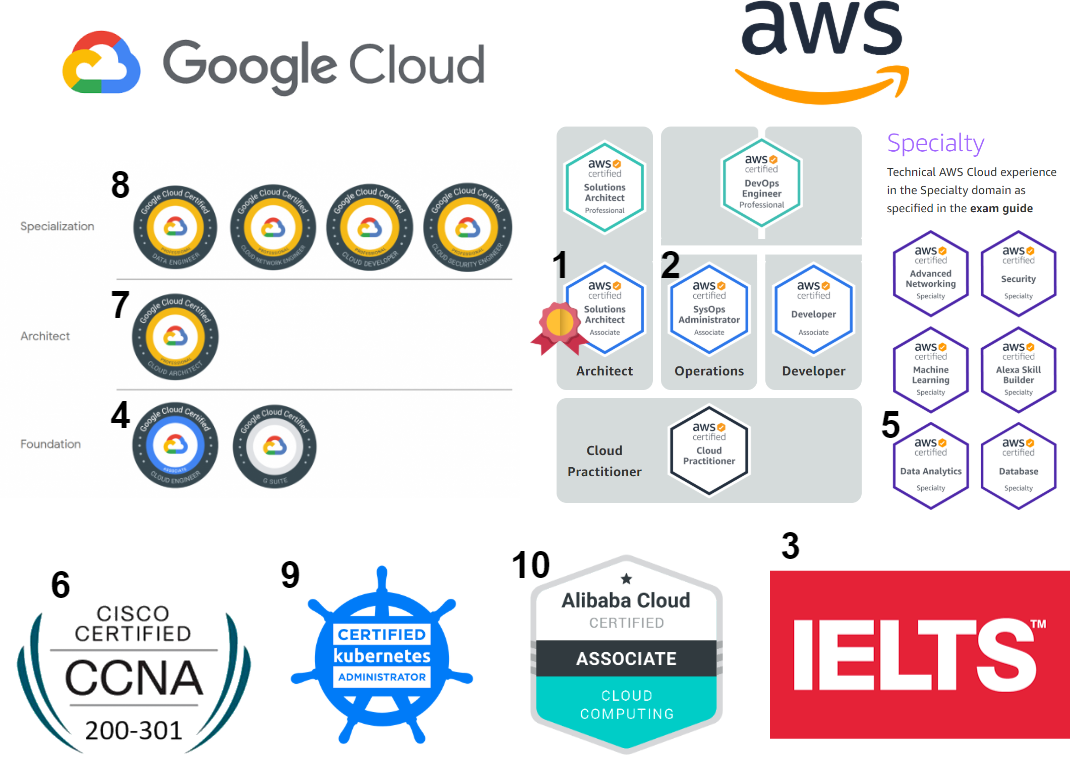 Google Cloud
aws
Specialization
8
Google Cloud Certified
PROFESSIONAL
DATA ENGINEER
Google Cloud Certified
PROFESSIONAL
CLOUD NETWORK ENGINEER
Google Cloud Certified
PROFESSIONAL
CLOUD DEVELOPER
Google Cloud Certified
PROFESSIONAL
CLOUD SECURITY ENGINEER
Architect
7
Google Cloud Certified
PROFESSIONAL
CLOUD ARCHITECT
Foundation
4
Google Cloud Certified
ASSOCIATE
CLOUD ENGINEER
Google Cloud Certified
G SUITE
aws
certified
Solutions
Architect
Professional
aws
certified
DevOps
Engineer
Professional
1
aws
certified
Solutions
Architect
Associate
Architect
2
aws
certified
SysOps
Administrator
Associate
Operations
aws
certified
Developer
Associate
Developer
Cloud
Practitioner
aws
certified
Cloud
Practitioner
Specialty
Technical AWS Cloud experience
in the Specialty domain as
specified in the exam guide
aws
certified
Advanced
Networking
Specialty
aws
certified
Security
Specialty
aws
certified
Machine
Learning
Specialty
aws
certified
Alexa Skill
Builder
Specialty
5
aws
certified
Data Analytics
Specialty
aws
certified
Database
Specialty
6
CISCO
CERTIFIED
CCNA
200-301
9
CERTIFIED
kubernetes
ADMINISTRATOR
10
Alibaba Cloud
CERTIFIED
ASSOCIATE
CLOUD
COMPUTING
3
IELTS™